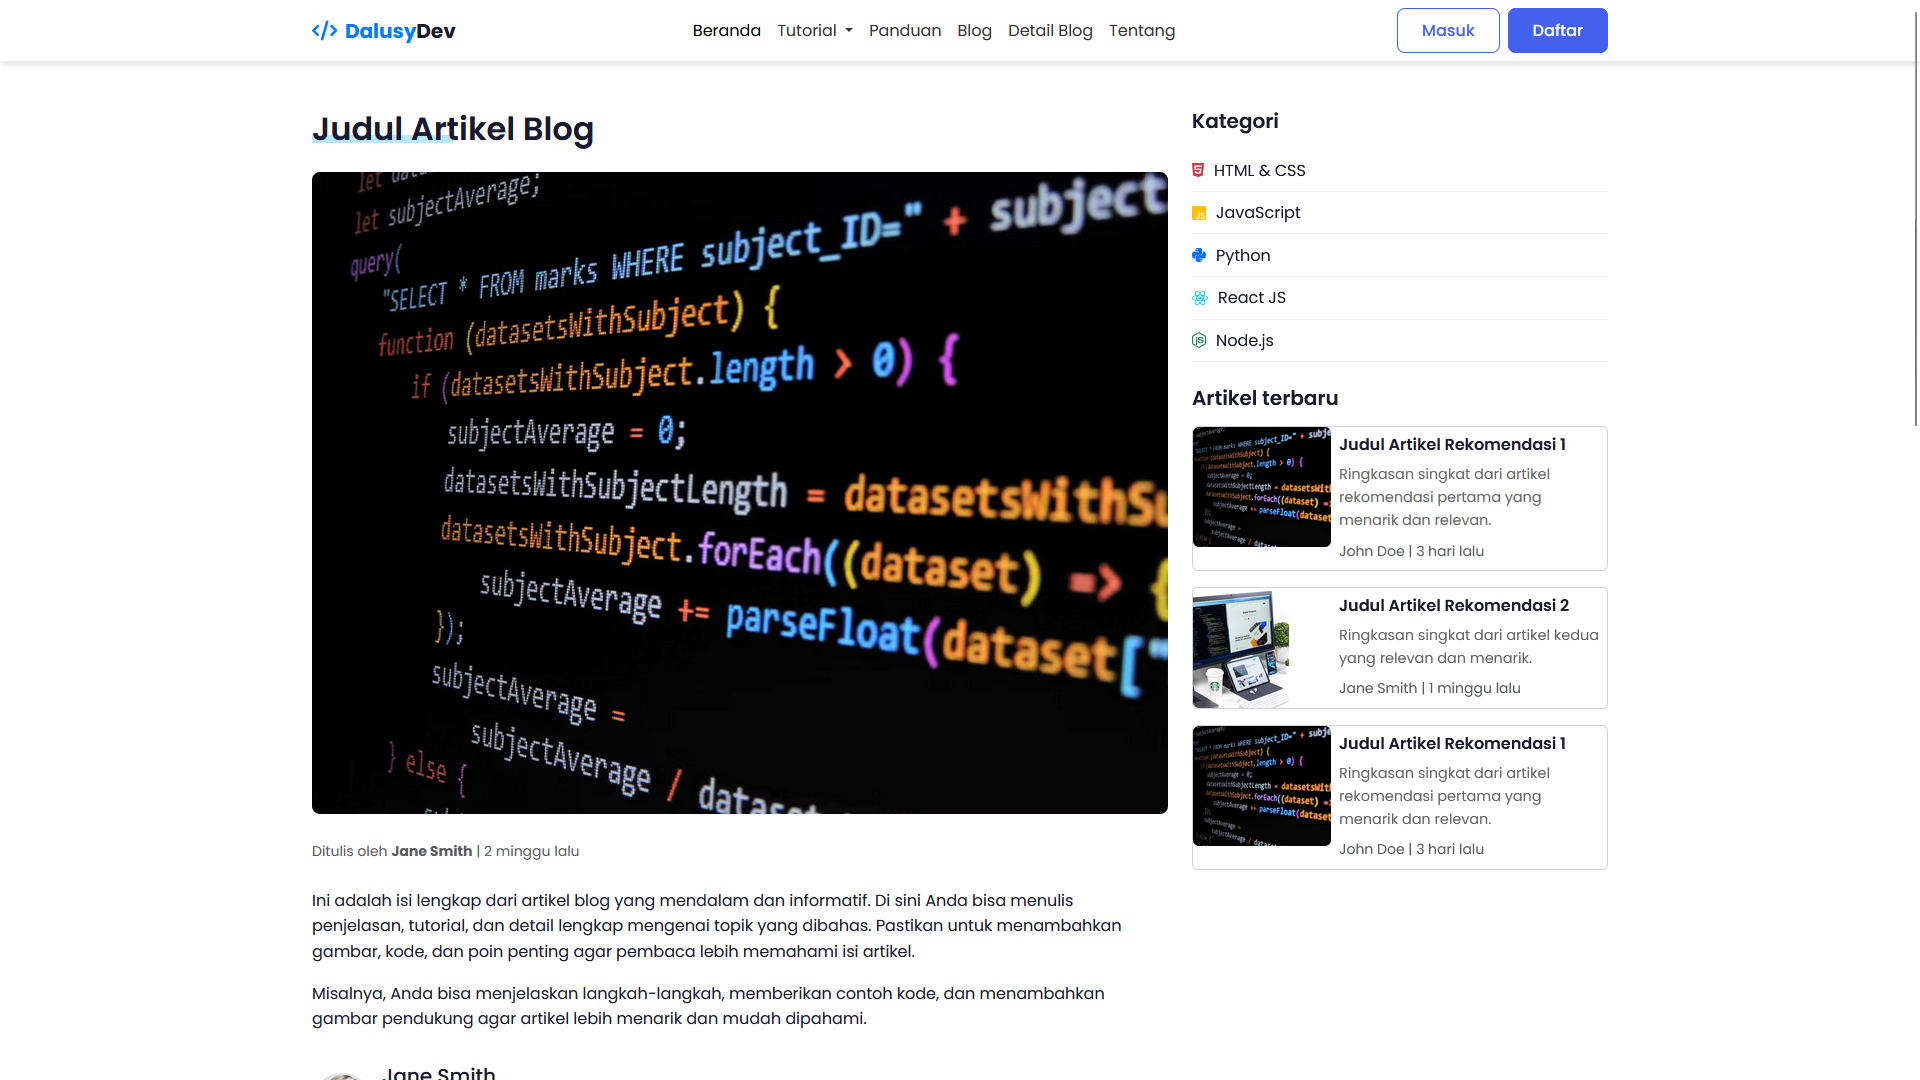 DalusyDev
Beranda
Tutorial
Panduan
Blog
Detail Blog
Tentang
Masuk
Daftar
Judul Artikel Blog
let subjectAverage;
query(
"SELECT * FROM marks WHERE subject_ID=" + subject
function (datasetsWithSubject) {
if (datasetsWithSubject.length > 0) {
subjectAverage = 0;
datasetsWithSubjectLength = datasetsWithSu
datasetsWithSubject.forEach((dataset) => {
subjectAverage += parseFloat(dataset["
});
subjectAverage =
subjectAverage / dataset
} else {
Ditulis oleh Jane Smith | 2 minggu lalu
Ini adalah isi lengkap dari artikel blog yang mendalam dan informatif. Di sini Anda bisa menulis
penjelasan, tutorial, dan detail lengkap mengenai topik yang dibahas. Pastikan untuk menambahkan
gambar, kode, dan poin penting agar pembaca lebih memahami isi artikel.
Misalnya, Anda bisa menjelaskan langkah-langkah, memberikan contoh kode, dan menambahkan
gambar pendukung agar artikel lebih menarik dan mudah dipahami.
Jane Smith
Kategori
HTML & CSS
JavaScript
Python
React JS
Node.js
Artikel terbaru
Judul Artikel Rekomendasi 1
Ringkasan singkat dari artikel
rekomendasi pertama yang
menarik dan relevan.
John Doe | 3 hari lalu
Judul Artikel Rekomendasi 2
Ringkasan singkat dari artikel kedua
yang relevan dan menarik.
Jane Smith | 1 minggu lalu
Judul Artikel Rekomendasi 1
Ringkasan singkat dari artikel
rekomendasi pertama yang
menarik dan relevan.
John Doe | 3 hari lalu